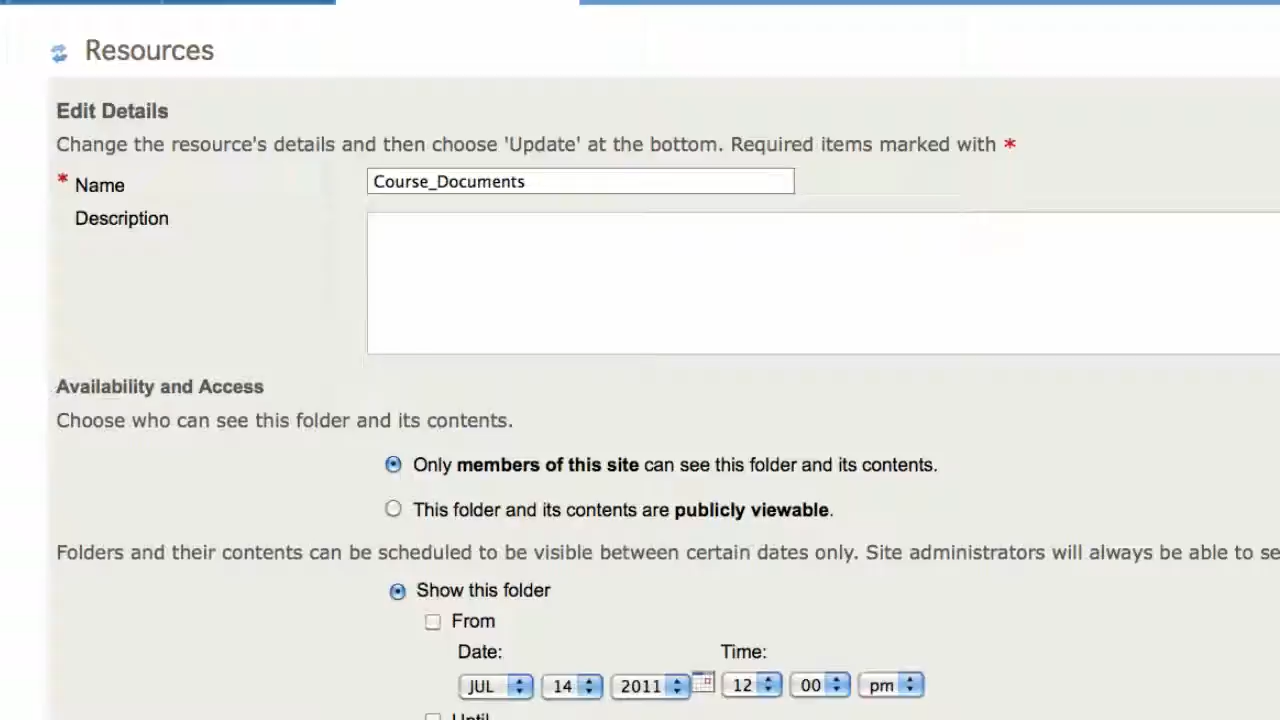 Resources
Edit Details
Change the resource's details and then choose 'Update' at the bottom. Required items marked with *
* Name
Course_Documents
Description
Availability and Access
Choose who can see this folder and its contents.
Only members of this site can see this folder and its contents.
This folder and its contents are publicly viewable.
Folders and their contents can be scheduled to be visible between certain dates only. Site administrators will always be able to se
Show this folder
From
Date: Time:
JUL 14 2011 12 00 pm
Until